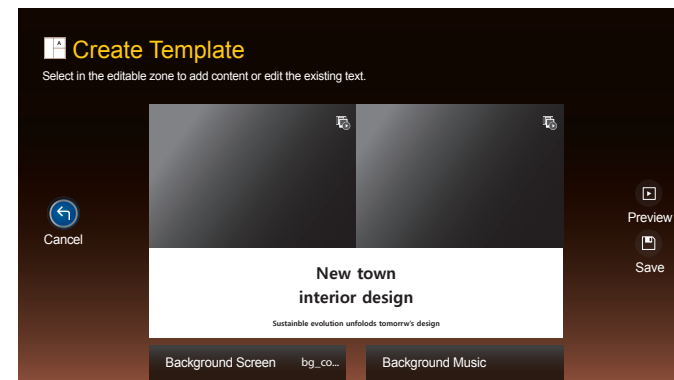 Create Template
Select in the editable zone to add content or edit the existing text.
Cancel
New town
interior design
Sustainble evolution unfolods tomorrw's design
Preview
Save
Background Screen bg_co...
Background Music